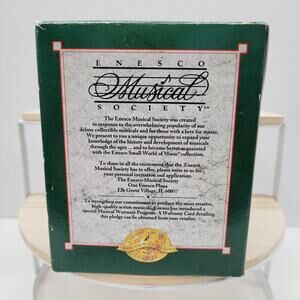 ENESCO
Musical
SOCIETY™
The Enesco Musical Society was created
in response to the overwhelming popularity of our
deluxe collectible musicals and for those with a love for music.
We present to you a unique opportunity to expand your
knowledge of the history and development of musicals
through the ages ... and to become better acquainted
with the Enesco Small World of Music™ collection.
To share in all the excitement that the Enesco
Musical Society has to offer, please write to us for
your personal invitation and application:
The Enesco Musical Society
One Enesco Plaza
Elk Grove Village, IL 60007
To strengthen our commitment to produce the most creative,
high-quality action musicals, Enesco has introduced a
special Musical Warranty Program. A Warranty Card detailing
this pledge can be obtained from